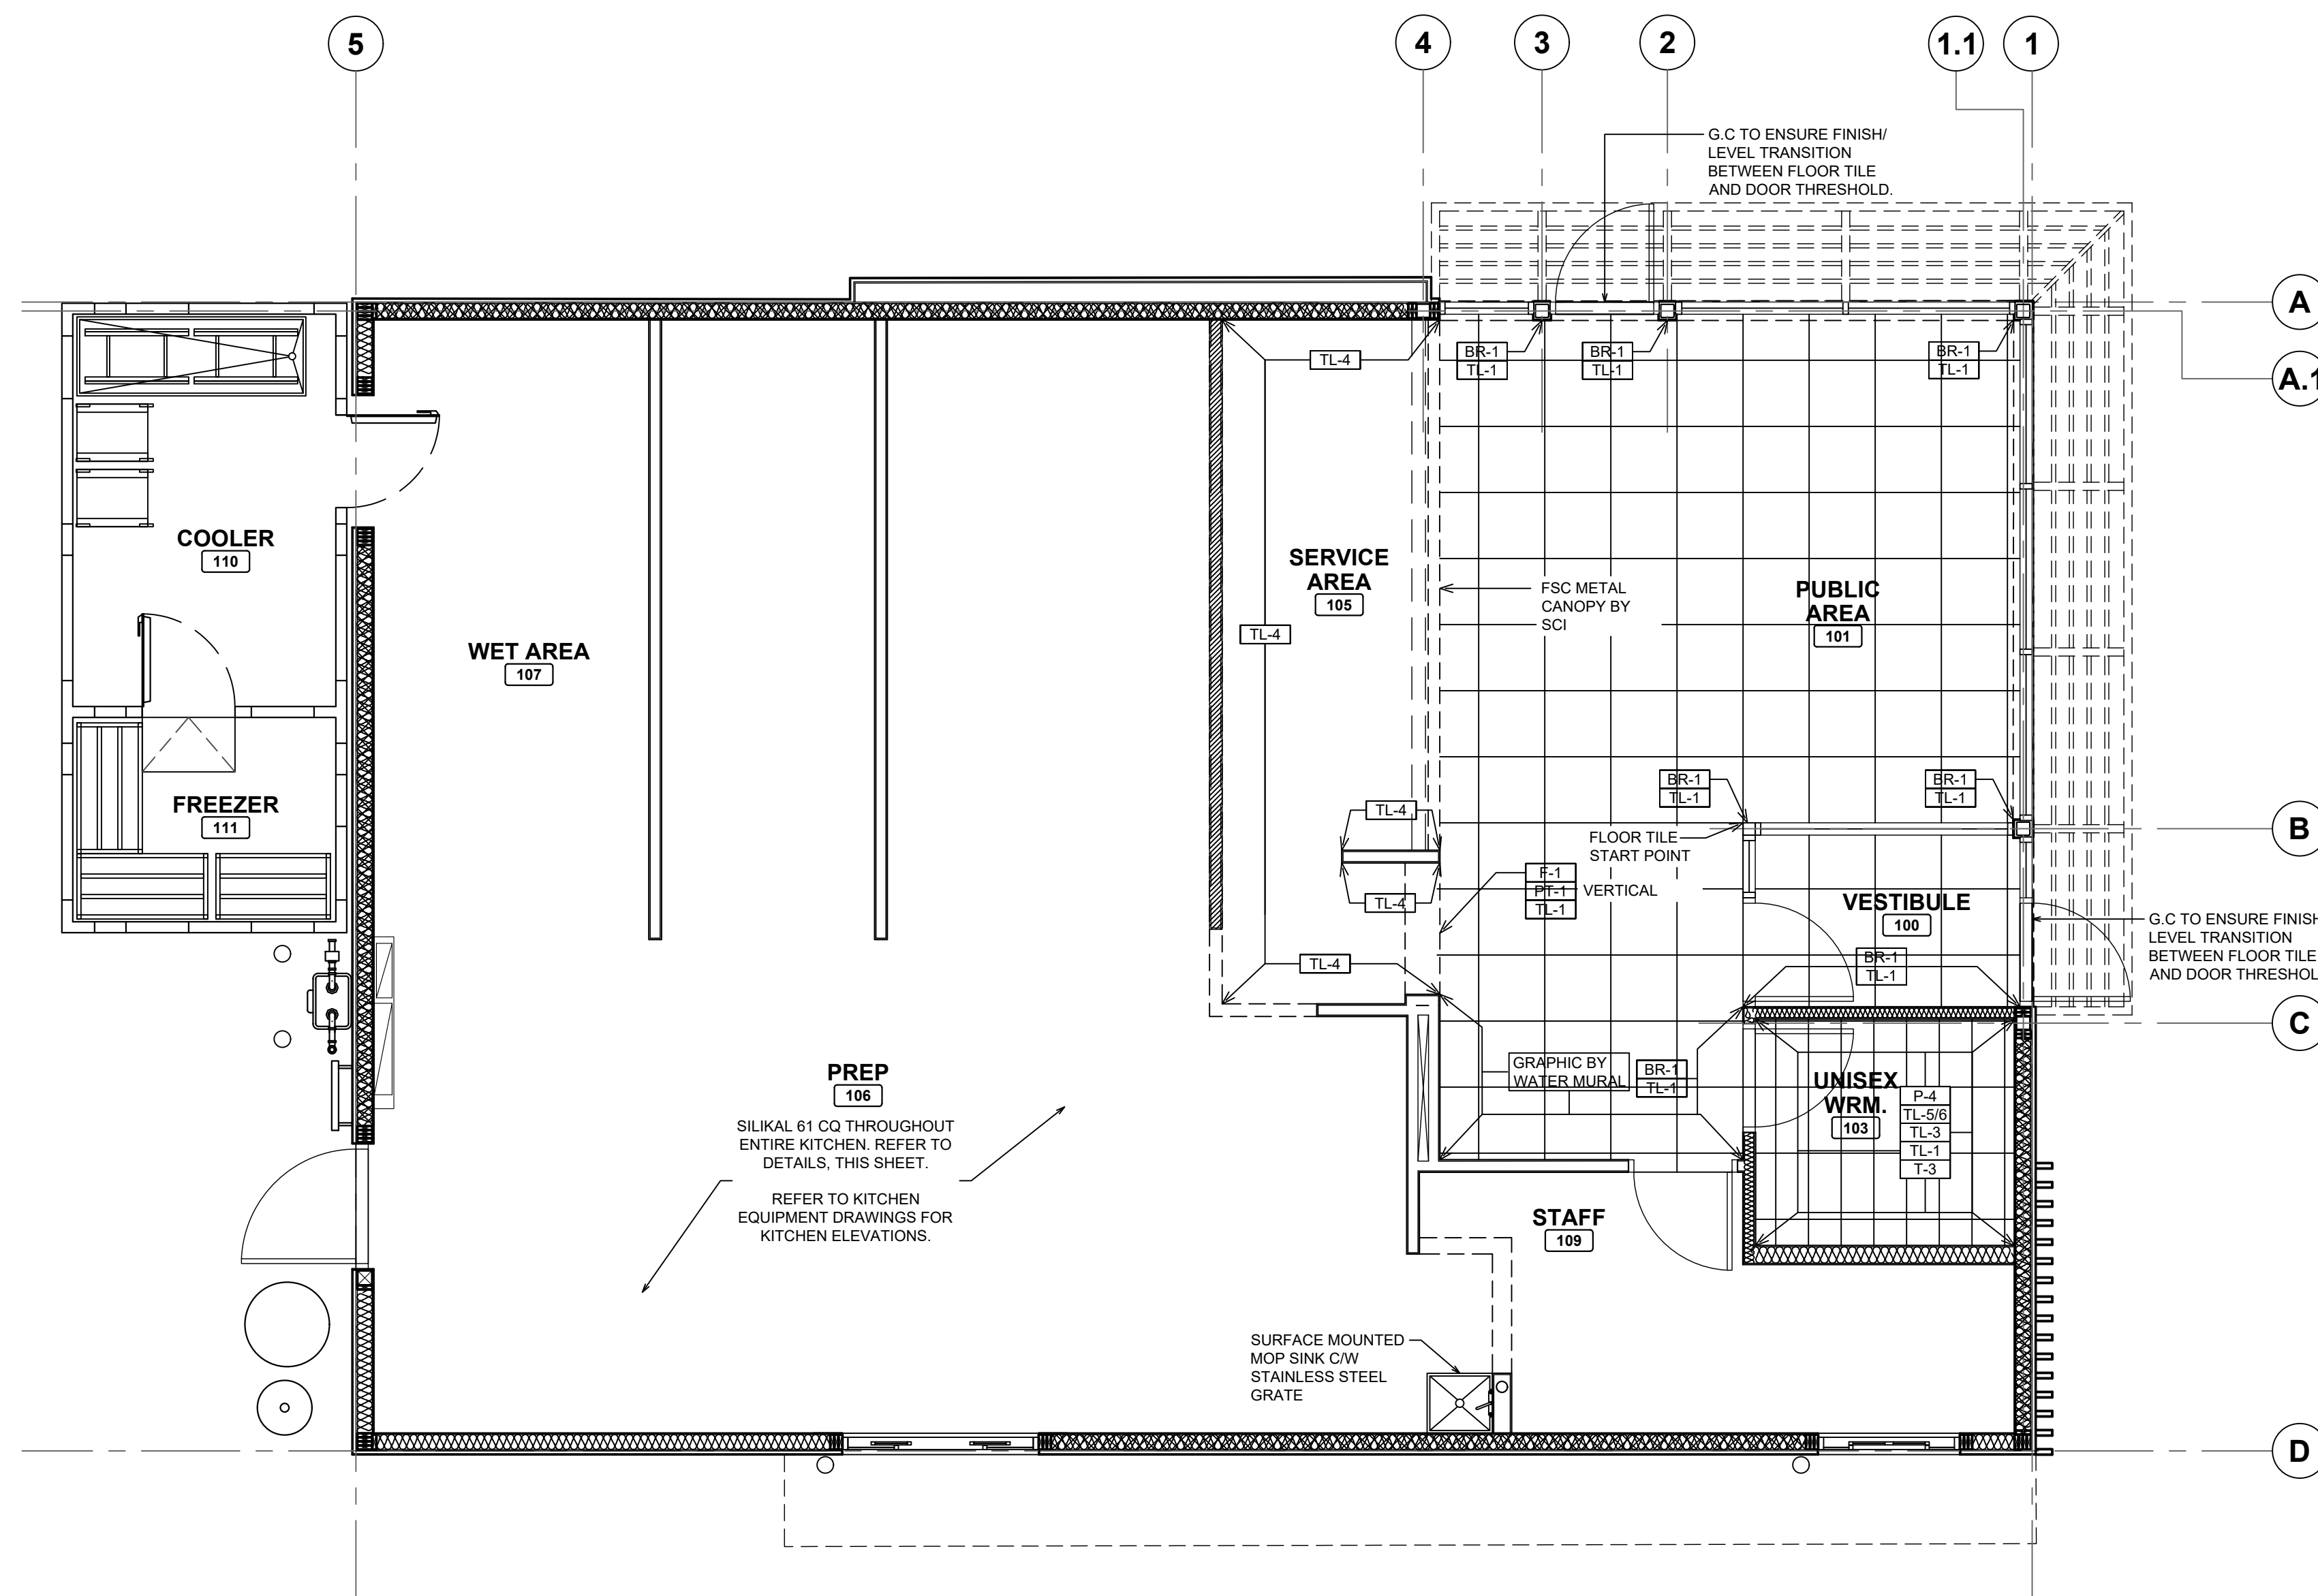 5
4
3
2
1.1
1
G.C TO ENSURE FINISH/
LEVEL TRANSITION
BETWEEN FLOOR TILE
AND DOOR THRESHOLD.
A
A.1
TL-4
BR-1
TL-1
BR-1
TL-1
BR-1
TL-1
COOLER
110
SERVICE
AREA
105
FSC METAL
CANOPY BY
SCI
PUBLIC
AREA
101
TL-4
WET AREA
107
FREEZER
111
BR-1
TL-1
BR-1
TL-1
TL-4
B
FLOOR TILE
START POINT
F-1
PT-1 VERTICAL
TL-1
TL-4
VESTIBULE
100
G.C TO ENSURE FINISH
LEVEL TRANSITION
BETWEEN FLOOR TILE
AND DOOR THRESHOL
TL-4
BR-1
TL-1
C
PREP
106
SILIKAL 61 CQ THROUGHOUT
ENTIRE KITCHEN. REFER TO
DETAILS, THIS SHEET.
REFER TO KITCHEN
EQUIPMENT DRAWINGS FOR
KITCHEN ELEVATIONS.
GRAPHIC BY
WATER MURAL
BR-1
TL-1
UNISEX
WRM.
103
P-4
TL-5/6
TL-3
TL-1
T-3
STAFF
109
SURFACE MOUNTED
MOP SINK C/W
STAINLESS STEEL
GRATE
D